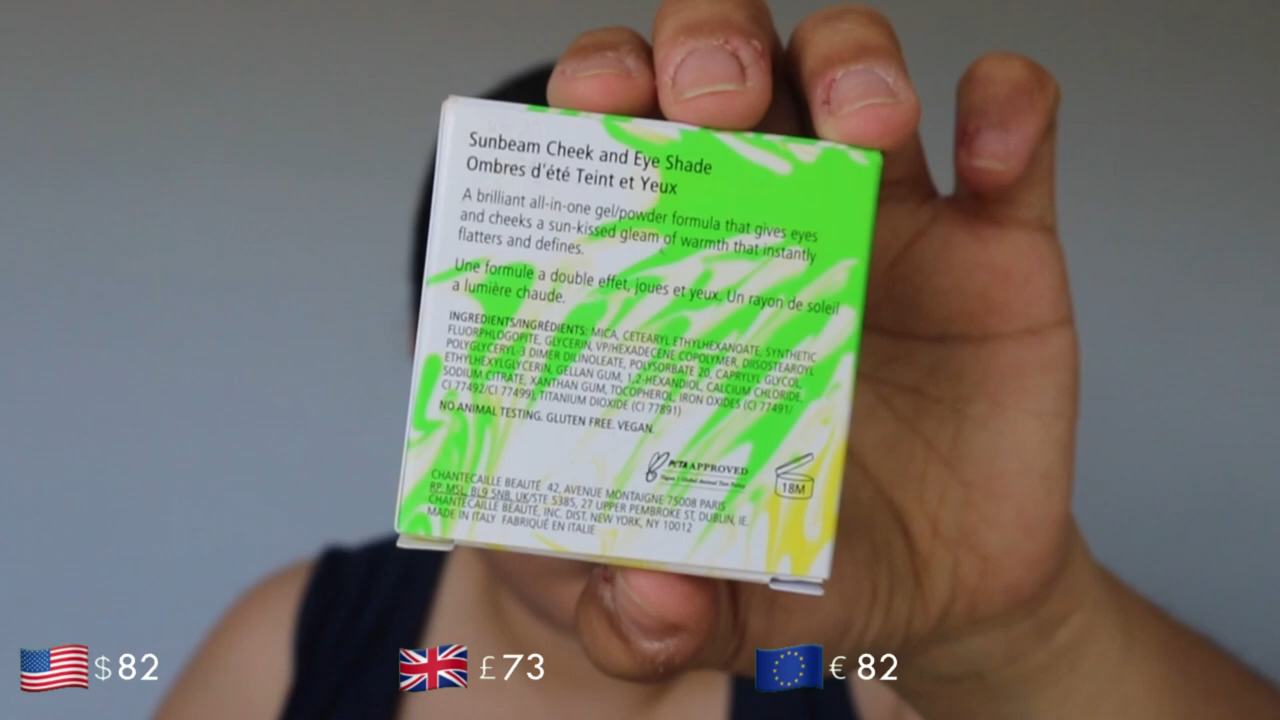 Sunbeam Cheek and Eye Shade
Ombres d'été Teint et Yeux
A brilliant all-in-one gel/powder formula that gives eyes
and cheeks a sun-kissed gleam of warmth that instantly
flatters and defines.
Une formule a double effet, joues et yeux. Un rayon de soleil
a lumière chaude.
INGREDIENTS/INGRÉDIENTS: MICA, CETEARYL ETHYLHEXANOATE, SYNTHETIC
FLUORPHLOGOPITE, GLYCERIN, VP/HEXADECENE COPOLYMER, DIISOSTEAROYL
POLYGLYCERYL-3 DIMER DILINOLEATE, POLYSORBATE 20, CAPRYLYL GLYCOL,
ETHYLHEXYLGLYCERIN, GELLAN GUM, 1,2-HEXANDIOL, CALCIUM CHLORIDE,
SODIUM CITRATE, XANTHAN GUM, TOCOPHEROL, IRON OXIDES (CI 77491/
CI 77492/CI 77499), TITANIUM DIOXIDE (CI 77891)
NO ANIMAL TESTING. GLUTEN FREE. VEGAN.
PETA APPROVED
18M
CHANTECAILLE BEAUTÉ 42, AVENUE MONTAIGNE 75008 PARIS
RP, MSL, BL9 5NB, UK/STE 5385, 27 UPPER PEMBROKE ST, DUBLIN, IE.
CHANTECAILLE BEAUTÉ, INC. DIST. NEW YORK, NY 10012
MADE IN ITALY FABRIQUÉ EN ITALIE
$82
£73
€ 82